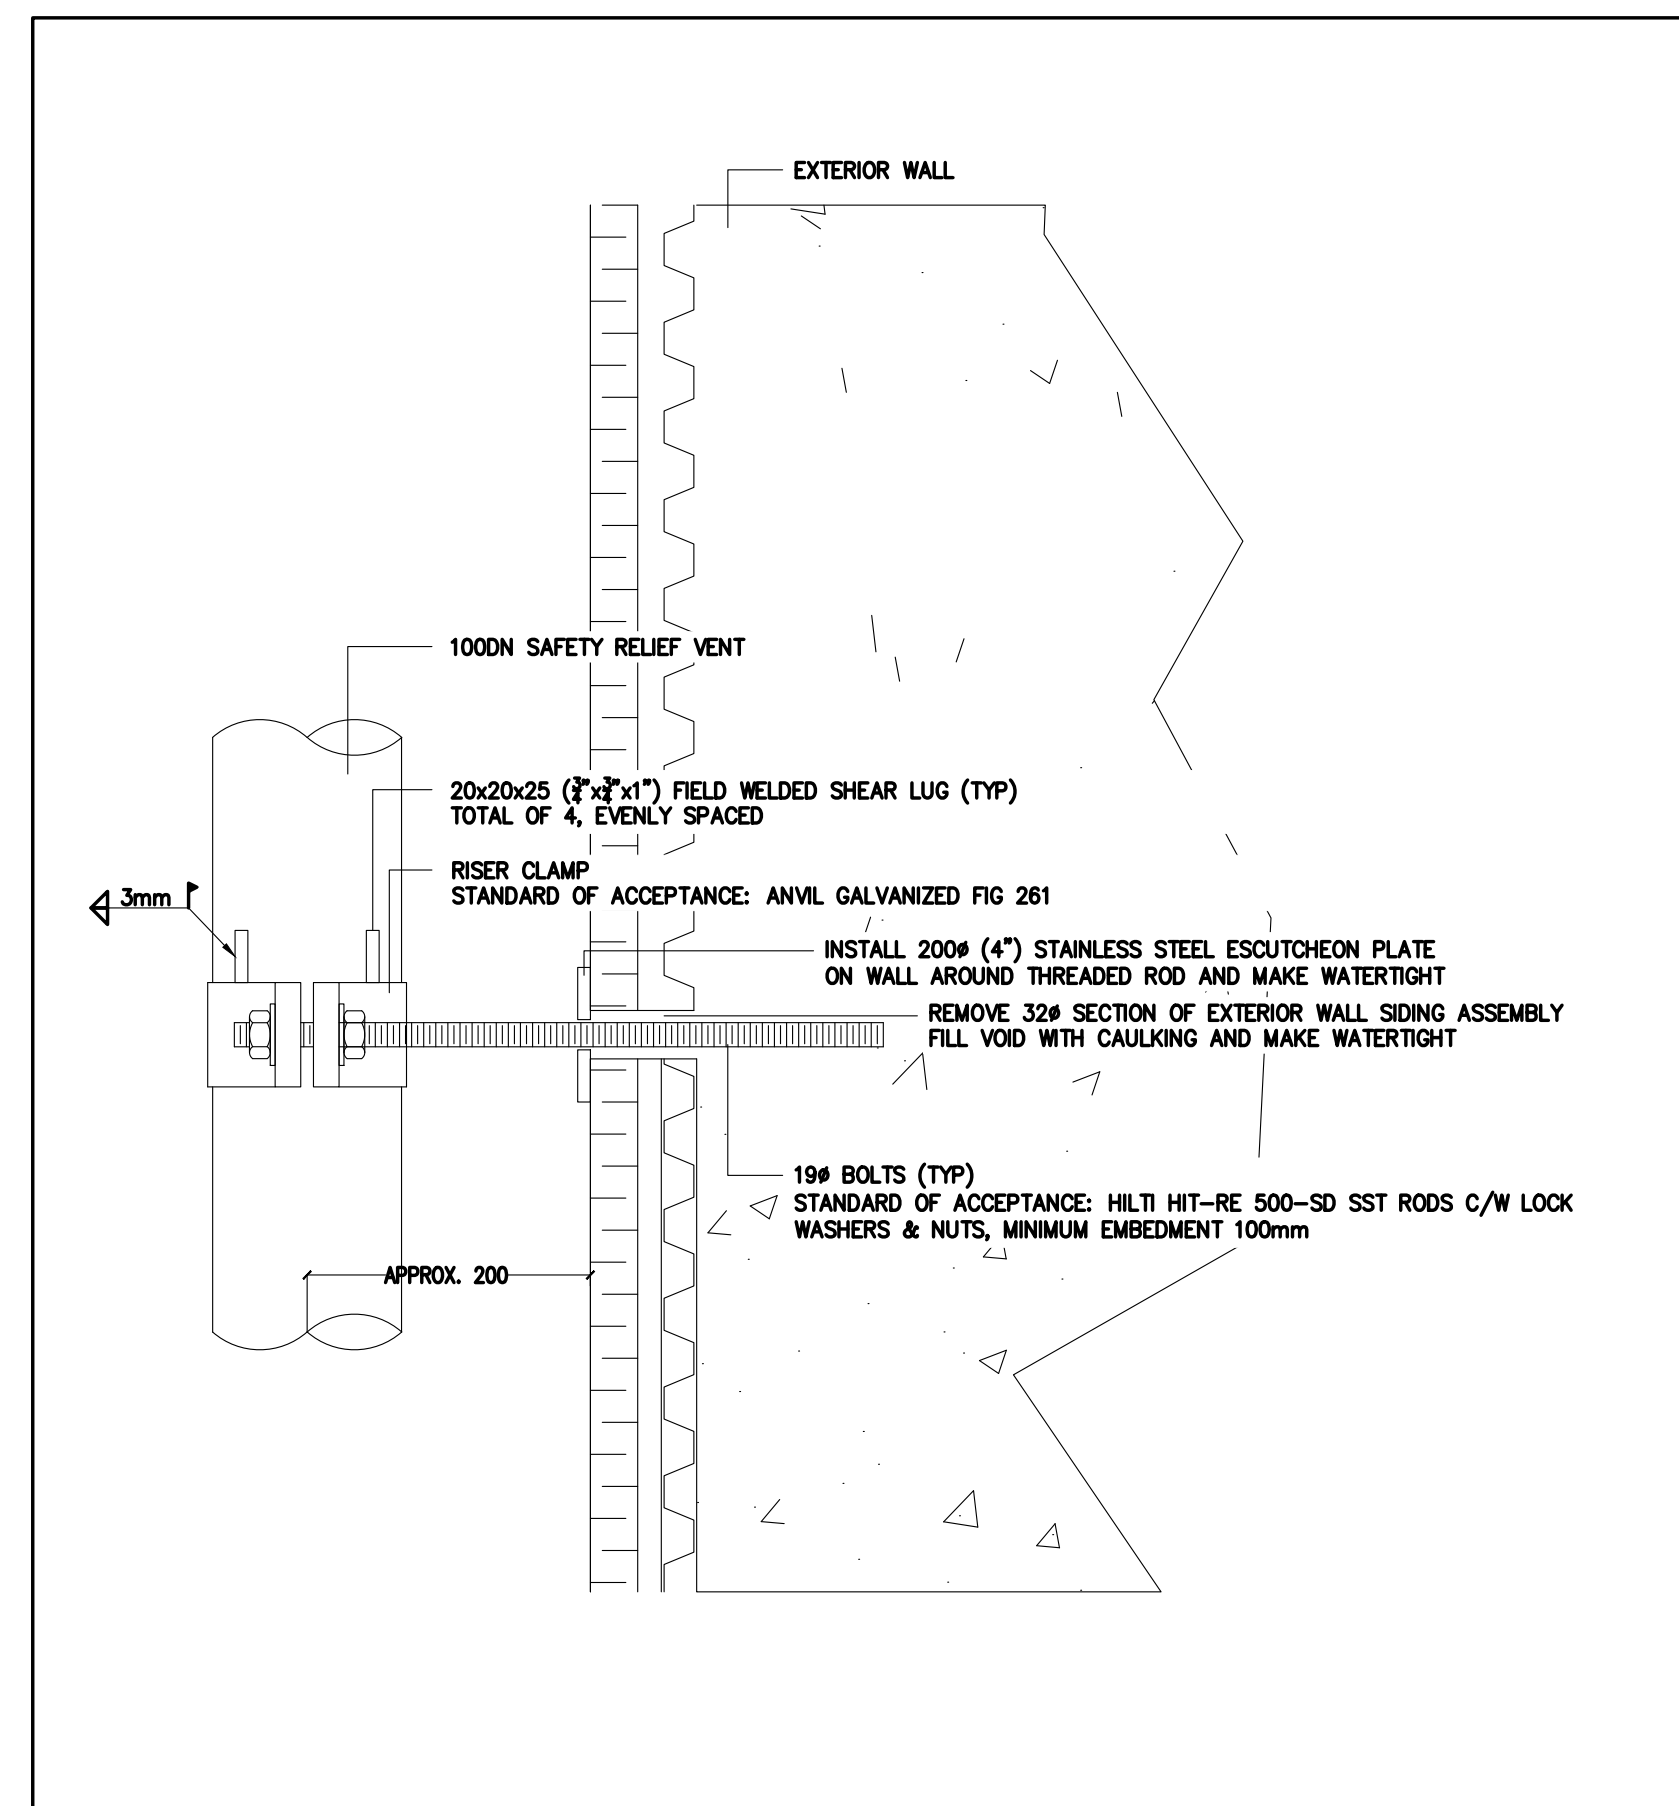 EXTERIOR WALL
100DN SAFETY RELIEF VENT
20x20x25 (3/4"x3/4"x1") FIELD WELDED SHEAR LUG (TYP)
TOTAL OF 4, EVENLY SPACED
RISER CLAMP
STANDARD OF ACCEPTANCE: ANVIL GALVANIZED FIG 261
3mm
INSTALL 200ø (4") STAINLESS STEEL ESCUTCHEON PLATE
ON WALL AROUND THREADED ROD AND MAKE WATERTIGHT
REMOVE 32ø SECTION OF EXTERIOR WALL SIDING ASSEMBLY
FILL VOID WITH CAULKING AND MAKE WATERTIGHT
19ø BOLTS (TYP)
STANDARD OF ACCEPTANCE: HILTI HIT-RE 500-SD SST RODS C/W LOCK
WASHERS & NUTS, MINIMUM EMBEDMENT 100mm
APPROX. 200